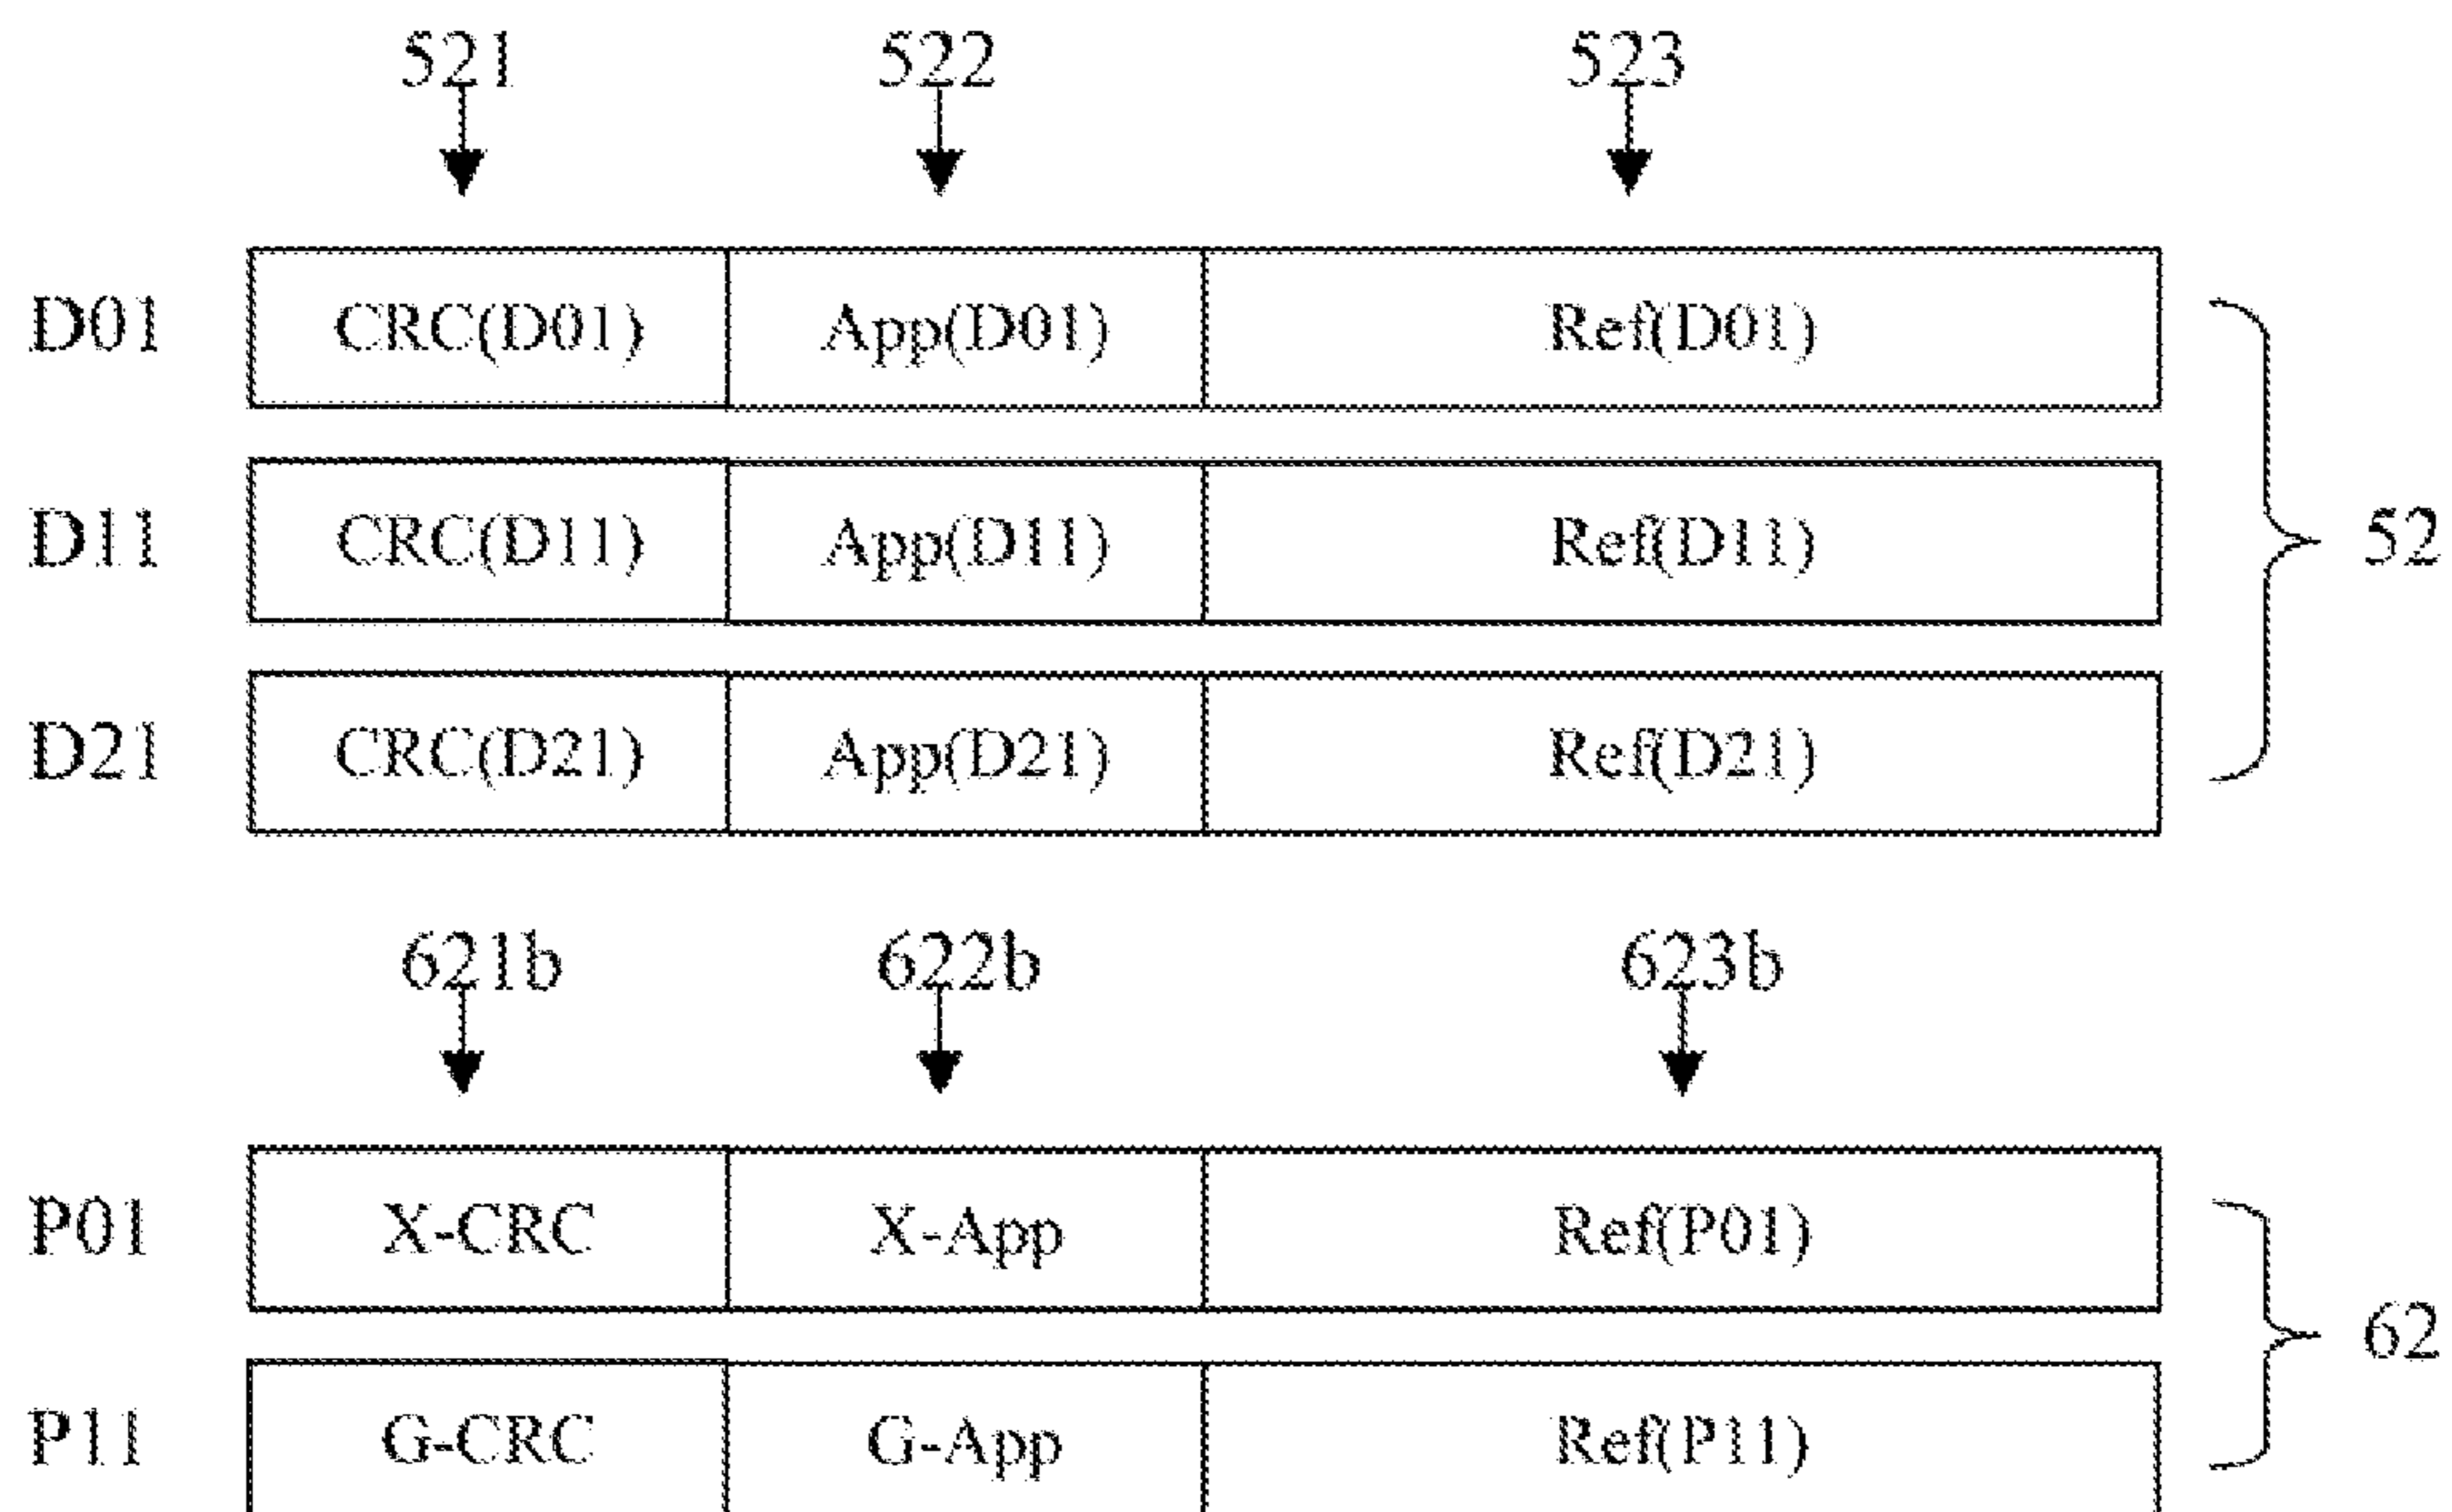 521 522 523
D01 CRC(D01) App(D01) Ref(D01)
D11 CRC(D11) App(D11) Ref(D11) 52
D21 CRC(D21) App(D21) Ref(D21)
621b 622b 623b
P01 X-CRC X-App Ref(P01)
62
P11 G-CRC G-App Ref(P11)